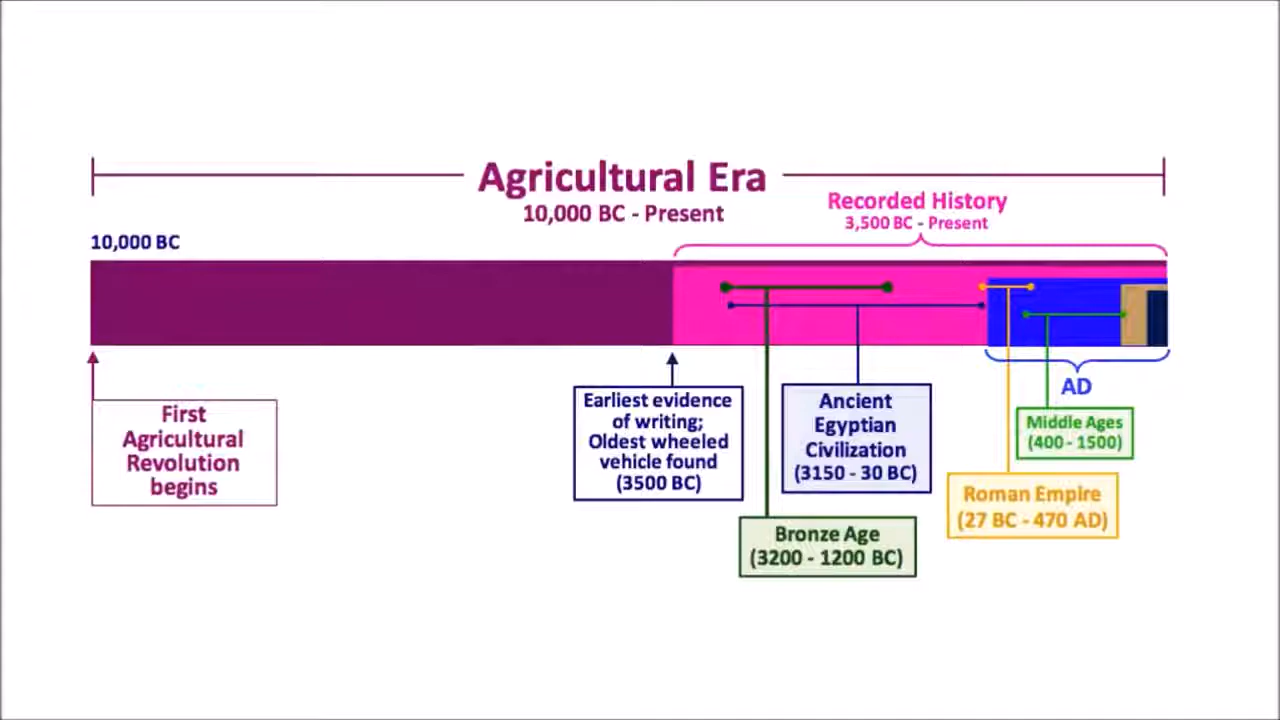 Agricultural Era
10,000 BC - Present
Recorded History
3,500 BC - Present
10,000 BC
First
Agricultural
Revolution
begins
Earliest evidence
of writing;
Oldest wheeled
vehicle found
(3500 BC)
Ancient
Egyptian
Civilization
(3150 - 30 BC)
AD
Middle Ages
(400 - 1500)
Roman Empire
(27 BC - 470 AD)
Bronze Age
(3200 - 1200 BC)